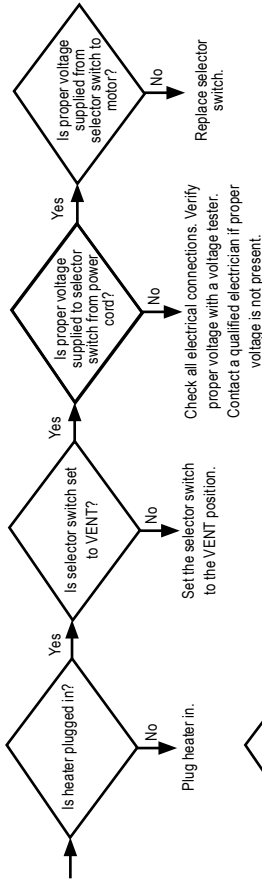 Is heater plugged in?
Yes
No
Plug heater in.
Is selector switch set
to VENT?
Yes
No
Set the selector switch
to the VENT position.
Is proper voltage
supplied to selector
switch from power
cord?
Yes
No
Check all electrical connections. Verify
proper voltage with a voltage tester.
Contact a qualified electrician if proper
voltage is not present.
Is proper voltage
supplied from
selector switch to
motor?
No
Replace selector
switch.